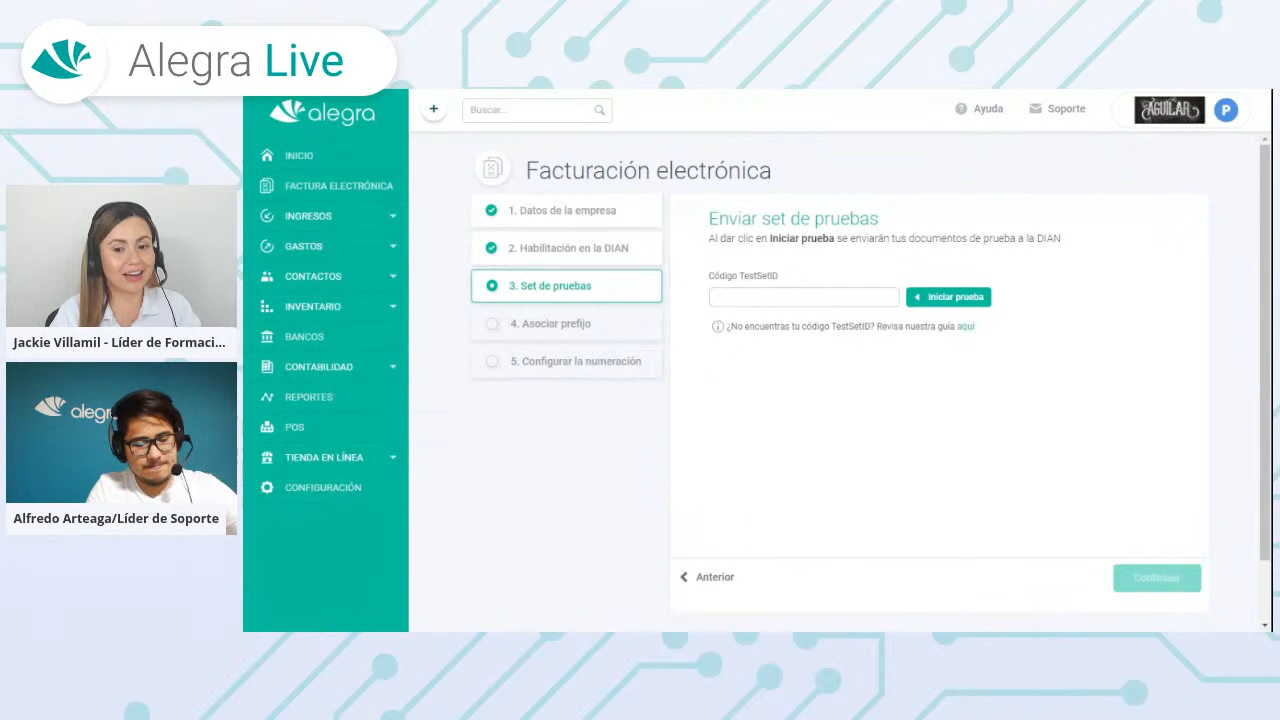 Alegra Live
alegra
+
Buscar...
Ayuda
Soporte
AGUILAR
P
INICIO
FACTURA ELECTRÓNICA
INGRESOS
GASTOS
CONTACTOS
INVENTARIO
BANCOS
CONTABILIDAD
REPORTES
POS
TIENDA EN LÍNEA
CONFIGURACIÓN
Facturación electrónica
1. Datos de la empresa
2. Habilitación en la DIAN
3. Set de pruebas
4. Asociar prefijo
5. Configurar la numeración
Enviar set de pruebas
Al dar clic en Iniciar prueba se enviarán tus documentos de prueba a la DIAN
Código TestSetID
Iniciar prueba
¿No encuentras tu código TestSetID? Revisa nuestra guía aquí
Anterior
Continuar
Jackie Villamil - Líder de Formaci...
alegr
Alfredo Arteaga/Líder de Soporte